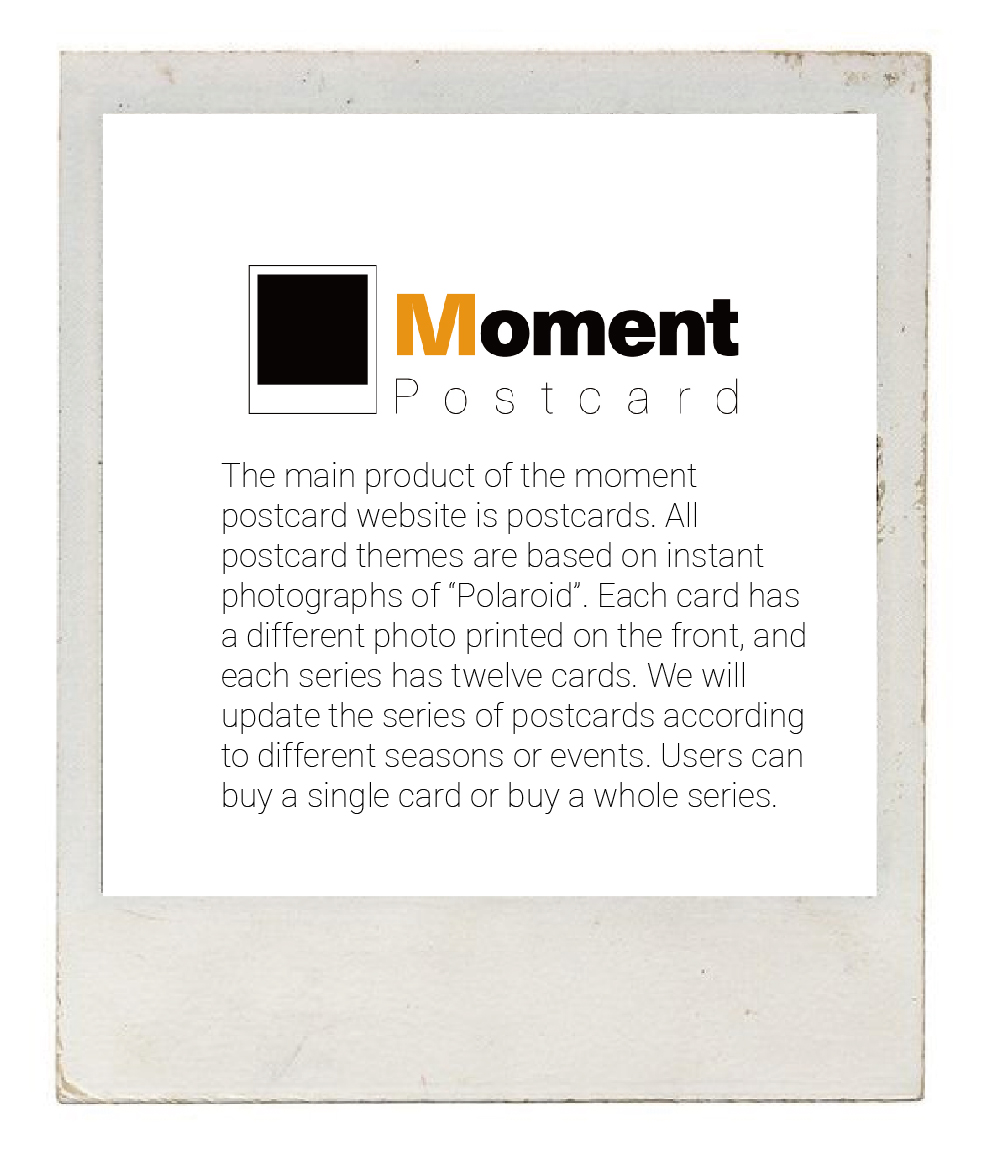 Moment
Postcard
The main product of the moment
postcard website is postcards. All
postcard themes are based on instant
photographs of “Polaroid”. Each card has
a different photo printed on the front, and
each series has twelve cards. We will
update the series of postcards according
to different seasons or events. Users can
buy a single card or buy a whole series.